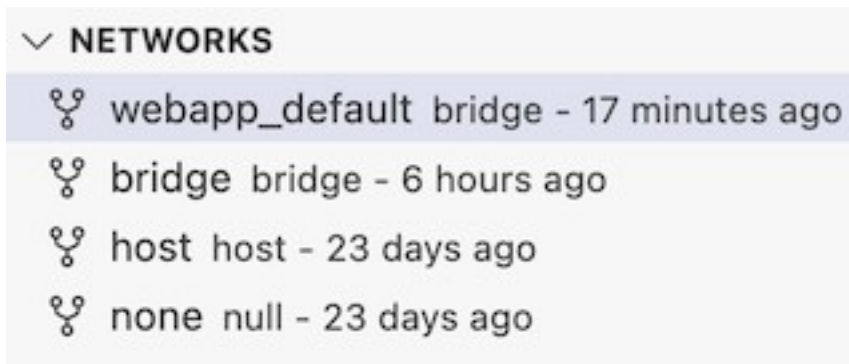 NETWORKS
webapp_default bridge - 17 minutes ago
bridge bridge - 6 hours ago
host host - 23 days ago
none null - 23 days ago